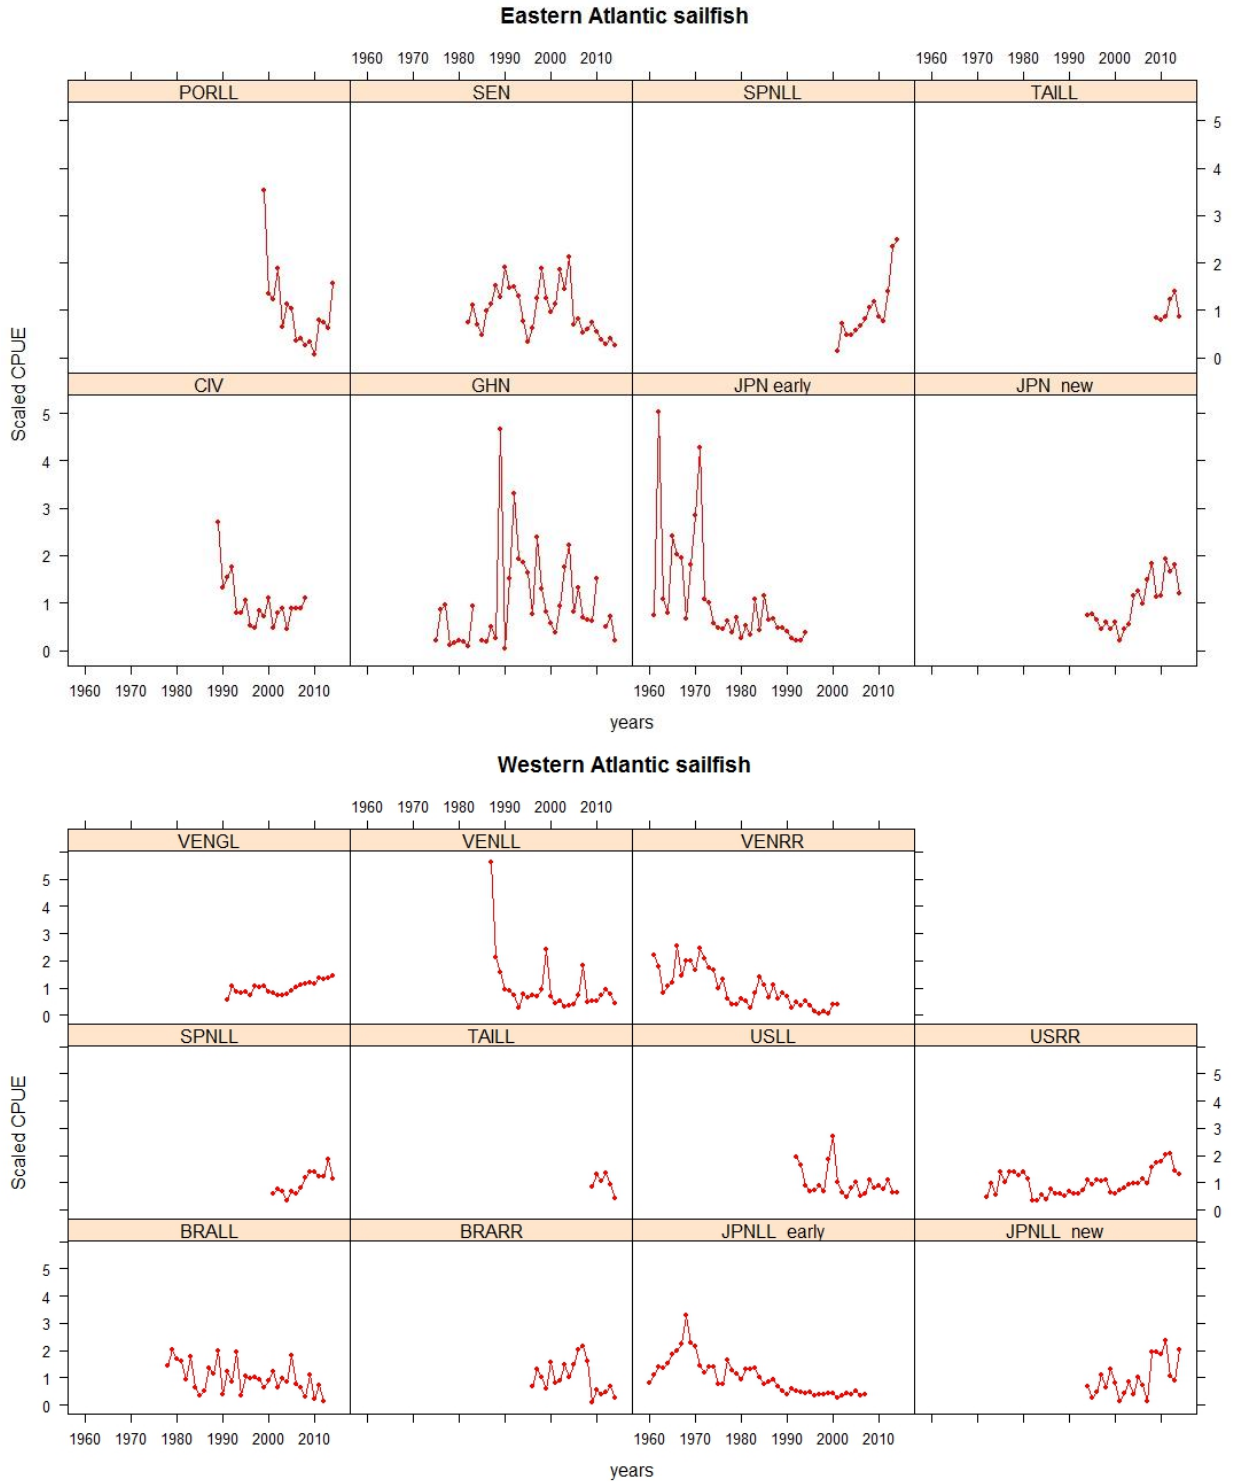 Eastern Atlantic sailfish
1960 1970 1980 1990 2000 2010 1960 1970 1980 1990 2000 2010
PORLL SEN SPNLL TAILL
5
4
3
2
1
0
Scaled CPUE
CIV GHN JPN early JPN new
5
4
3
2
1
0
1960 1970 1980 1990 2000 2010 1960 1970 1980 1990 2000 2010
years
Western Atlantic sailfish
1960 1970 1980 1990 2000 2010
VENGL VENLL VENRR
5
4
3
2
1
0
SPNLL TAILL USLL USRR
5
4
3
2
1
0
Scaled CPUE
BRALL BRARR JPNLL early JPNLL new
5
4
3
2
1
0
1960 1970 1980 1990 2000 2010 1960 1970 1980 1990 2000 2010
years